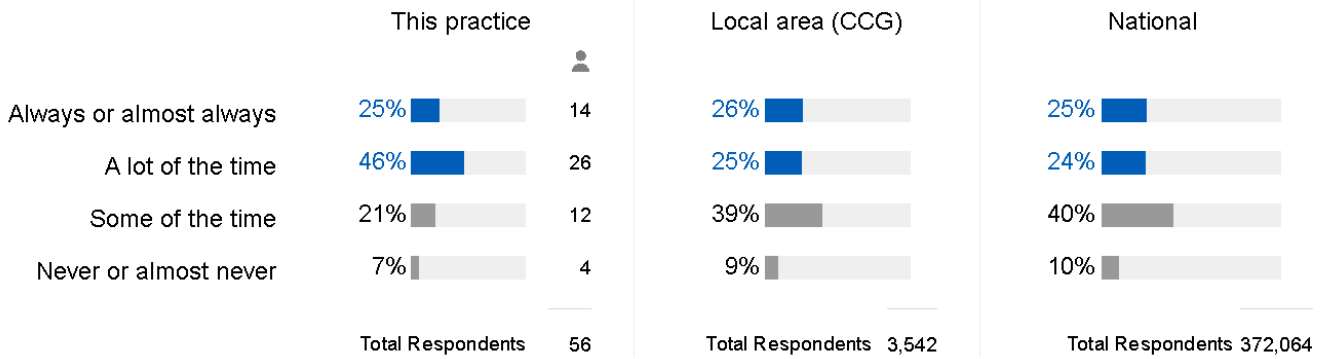 This practice Local area (CCG) National
Always or almost always 25% 14 26% 25%
A lot of the time 46% 26 25% 24%
Some of the time 21% 12 39% 40%
Never or almost never 7% 4 9% 10%
Total Respondents 56 Total Respondents 3,542 Total Respondents 372,064